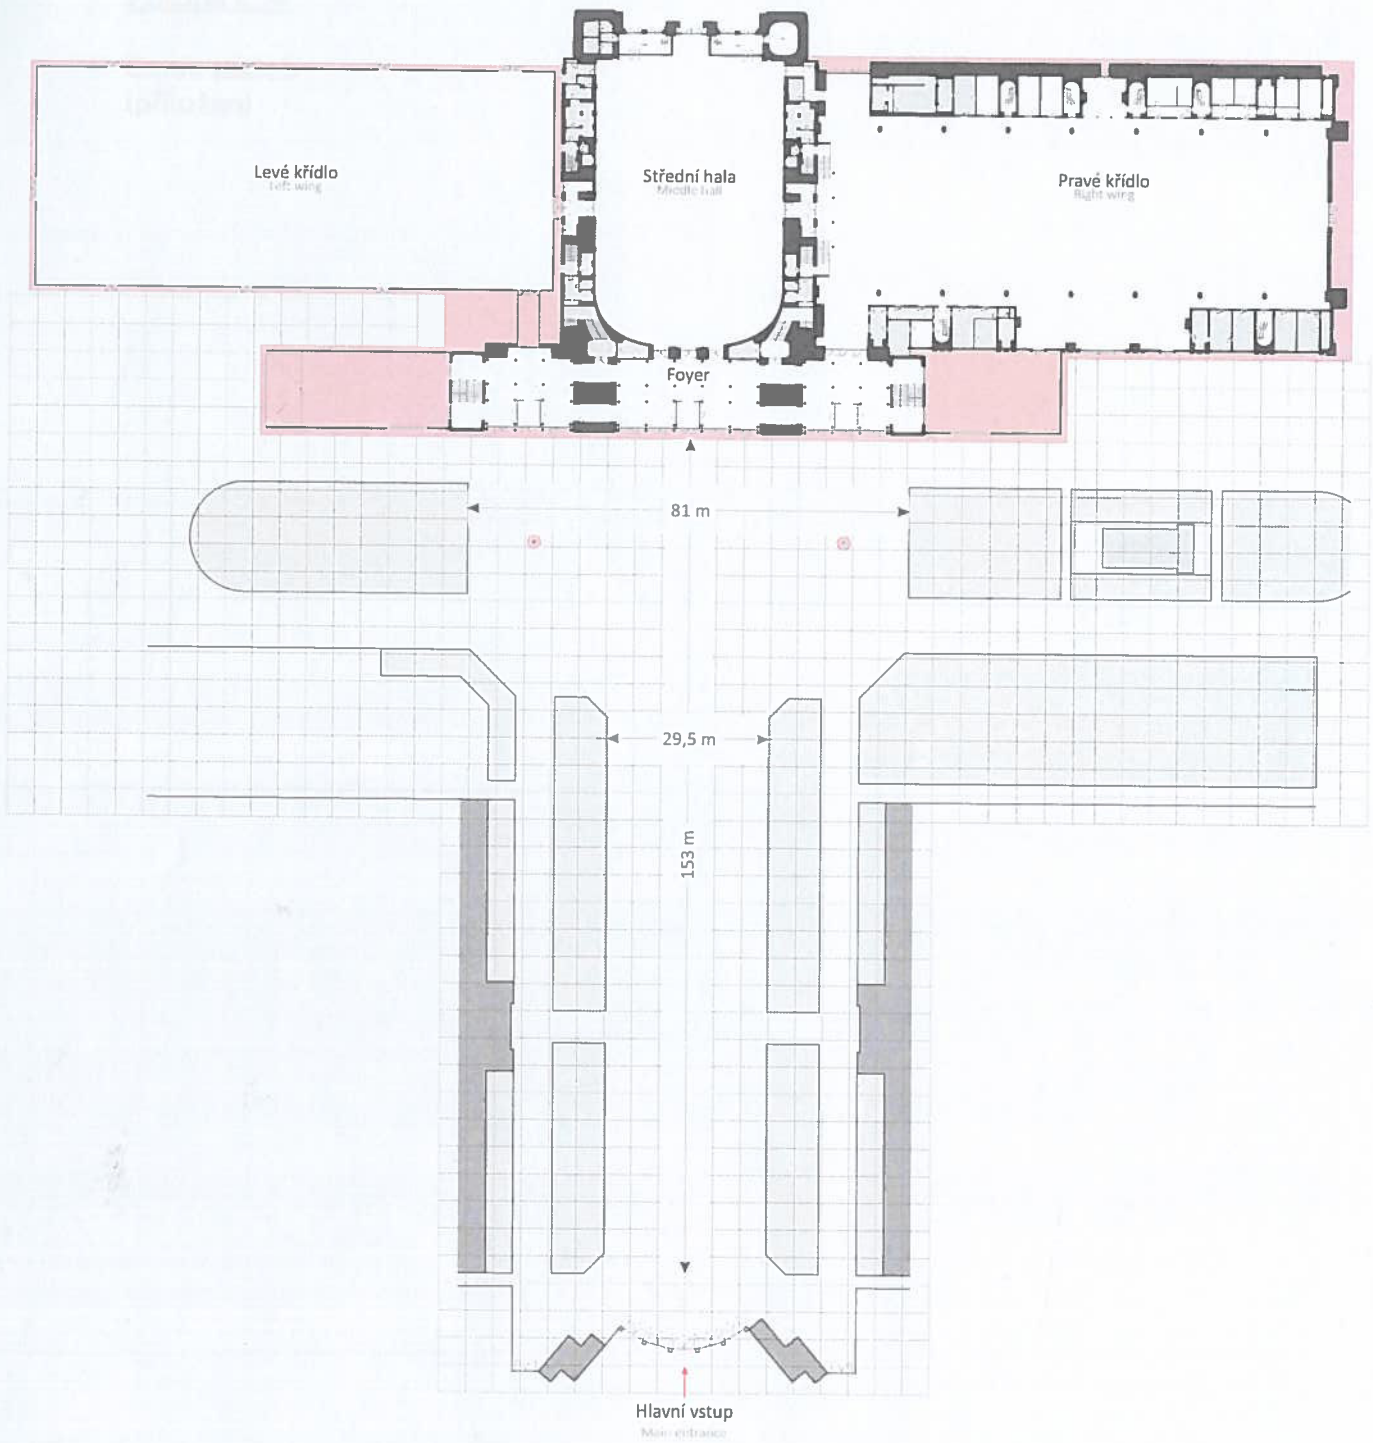 Levé křídlo
Left wing
Střední hala
Middle hall
Pravé křídlo
Right wing
Foyer
81 m
29,5 m
153 m
Hlavní vstup
Main entrance